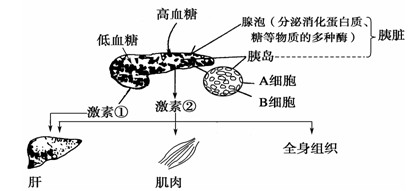 高血糖
腺泡（分泌消化蛋白质、
糖等物质的多种酶）
胰脏
低血糖
胰岛
A细胞
B细胞
激素①
激素②
肝
肌肉
全身组织